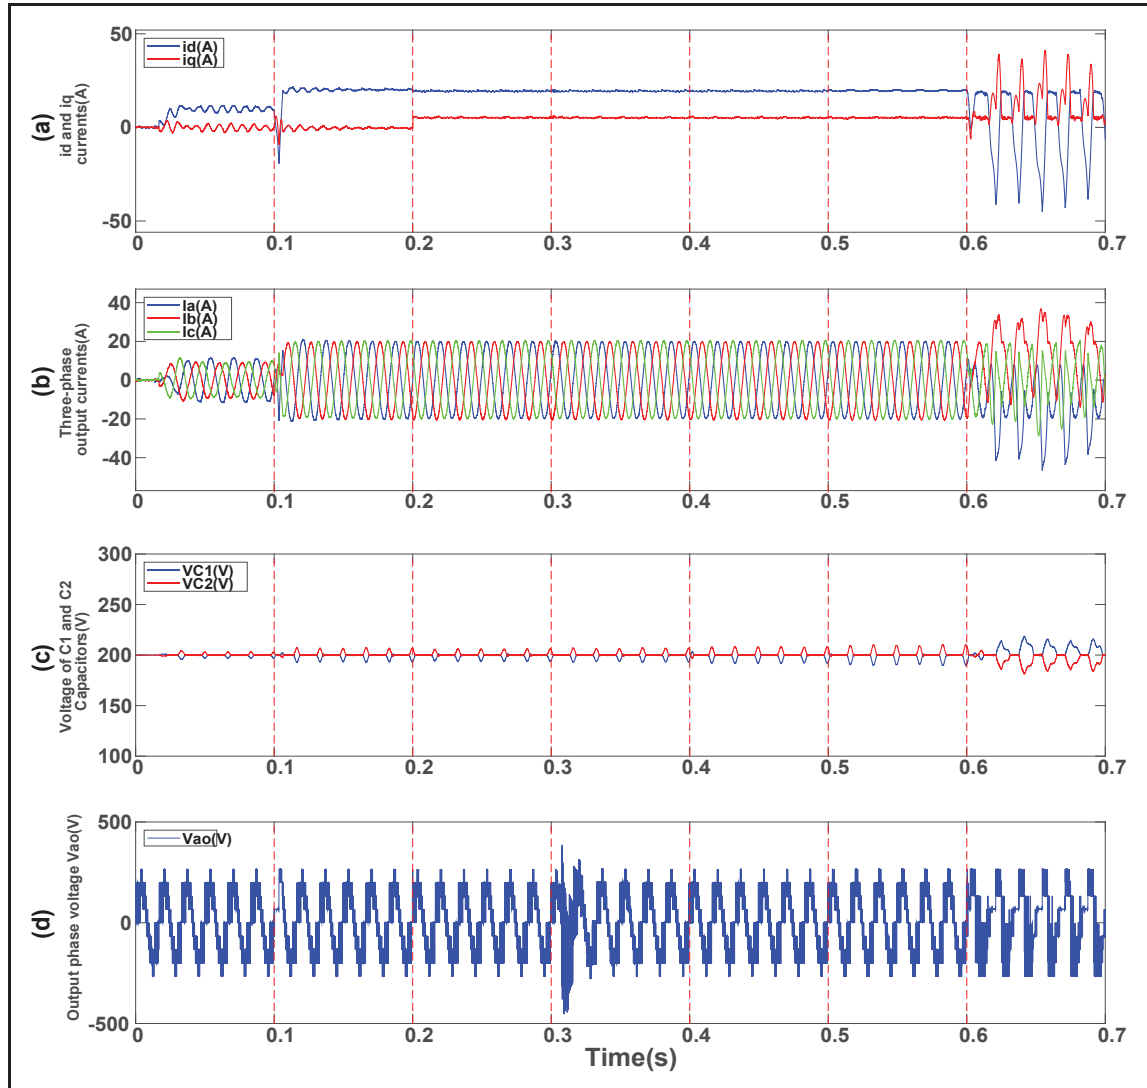 (a)
id and iq
currents(A)
50
0
-50
id(A)
iq(A)
0 0.1 0.2 0.3 0.4 0.5 0.6 0.7
(b)
Three-phase
output currrents(A)
40
20
0
-20
-40
Ia(A)
Ib(A)
Ic(A)
0 0.1 0.2 0.3 0.4 0.5 0.6 0.7
(c)
Voltage of C1 and C2
Capacitors(V)
300
250
200
150
100
VC1(V)
VC2(V)
0 0.1 0.2 0.3 0.4 0.5 0.6 0.7
(d)
Output phase voltage Vao(V)
500
0
-500
Vao(V)
0 0.1 0.2 0.3 0.4 0.5 0.6 0.7
Time(s)